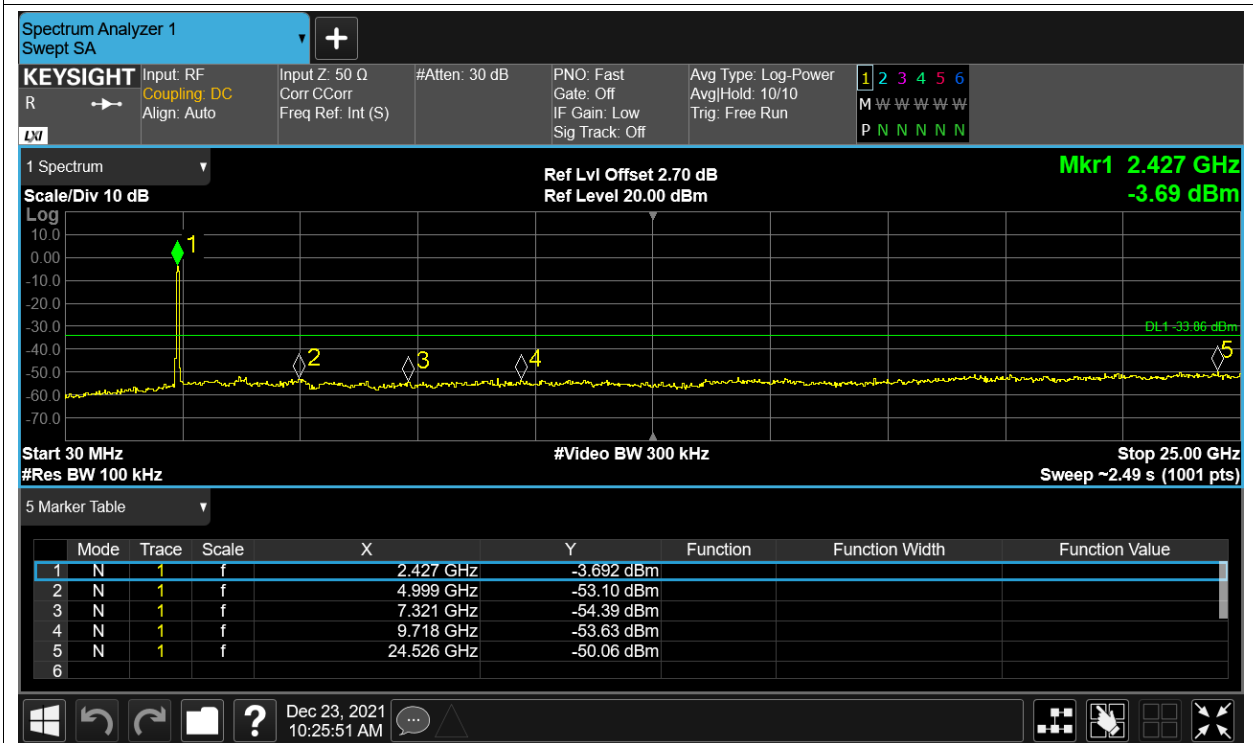 Spectrum Analyzer 1
Swept SA
+
KEYSIGHT Input: RF Input Z: 50 Ω #Atten: 30 dB PNO: Fast Avg Type: Log-Power 1 2 3 4 5 6
R Coupling: DC Corr CCorr Gate: Off Avg|Hold: 10/10 M W W W W W W
Align: Auto Freq Ref: Int (S) IF Gain: Low Trig: Free Run
LXI Sig Track: Off P N N N N N N
1 Spectrum Ref Lvl Offset 2.70 dB Mkr1 2.427 GHz
Scale/Div 10 dB Ref Level 20.00 dBm -3.69 dBm
Log
10.0
1
0.00
-10.0
-20.0
-30.0 DL1 -33.86 dBm
-40.0
2 3 4 5
-50.0
-60.0
-70.0
Start 30 MHz #Video BW 300 kHz Stop 25.00 GHz
#Res BW 100 kHz Sweep ~2.49 s (1001 pts)
5 Marker Table
Mode Trace Scale X Y Function Function Width Function Value
1 N 1 f 2.427 GHz -3.692 dBm
2 N 1 f 4.999 GHz -53.10 dBm
3 N 1 f 7.321 GHz -54.39 dBm
4 N 1 f 9.718 GHz -53.63 dBm
5 N 1 f 24.526 GHz -50.06 dBm
6
? Dec 23, 2021
10:25:51 AM